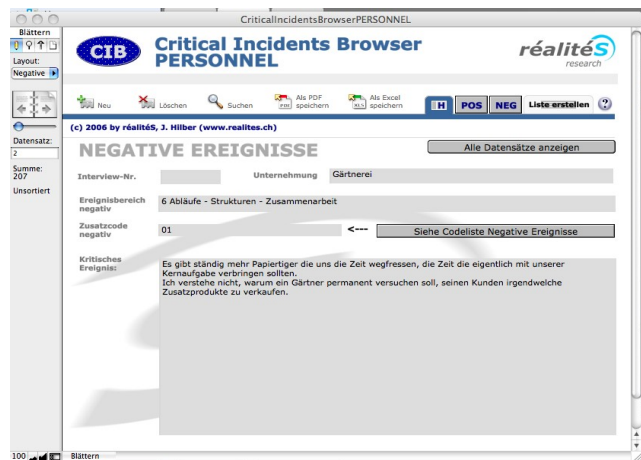 CriticalIncidentsBrowserPERSONNEL
Blättern
Layout:
Negative
Datensatz:
2
Summe:
207
Unsortiert
CIB
Critical Incidents Browser
PERSONNEL
réalitéS
research
Neu
Löschen
Suchen
PDF
Als PDF
speichern
XLS
Als Excel
speichern
H
POS
NEG
Liste erstellen
?
(c) 2006 by réalitéS, J. Hilber (www.realites.ch)
NEGATIVE EREIGNISSE
Alle Datensätze anzeigen
Interview-Nr.
Unternehmung
Gärtnerei
Ereignisbereich
negativ
6 Abläufe - Strukturen - Zusammenarbeit
Zusatzcode
negativ
01
<---
Siehe Codeliste Negative Ereignisse
Kritisches
Ereignis:
Es gibt ständig mehr Papiertiger die uns die Zeit wegfressen, die Zeit die eigentlich mit unserer
Kernaufgabe verbringen sollten.
Ich verstehe nicht, warum ein Gärtner permanent versuchen soll, seinen Kunden irgendwelche
Zusatzprodukte zu verkaufen.
100
Blättern